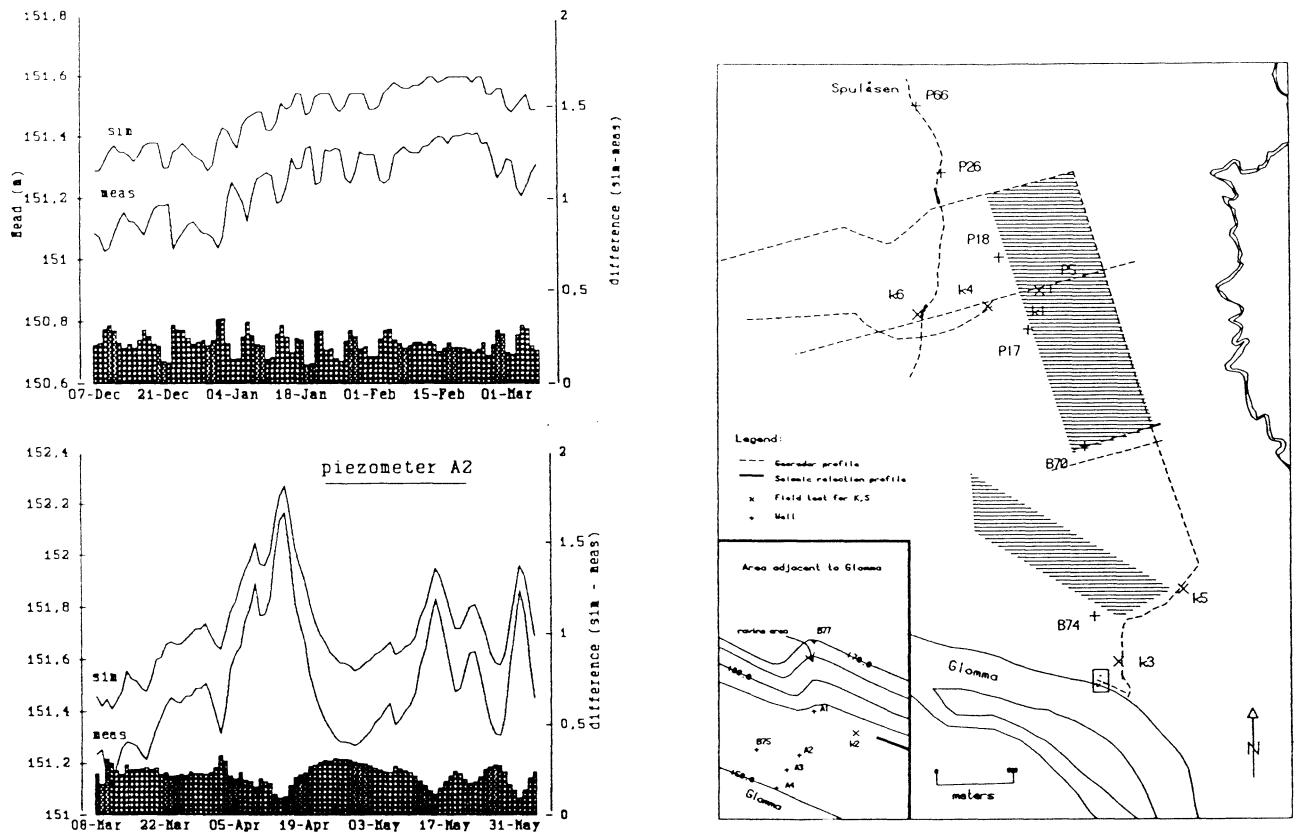 151,8
151,6
151,4
151,2
151
150,8
150,6
Head (m)
sim
meas
2
1,5
1
0,5
0
difference (sim-meas)
07-Dec 21-Dec 04-Jan 18-Jan 01-Feb 15-Feb 01-Mar
152,4
152,2
152
151,8
151,6
151,4
151,2
151
piezometer A2
sim
meas
2
1,5
1
0,5
0
difference (sim - meas)
08-Mar 22-Mar 05-Apr 19-Apr 03-May 17-May 31-May
Spulåsen
P66
P26
P18
P5
k6
k4
k1
P17
B70
Legend:
Georadar profile
Seismic relection profile
Field test for K,S
Well
k5
B74
k3
Glomma
N
meters
Area adjacent to Glomma
ravine area
B77
A1
B75
A2
k2
A3
A4
Glomma